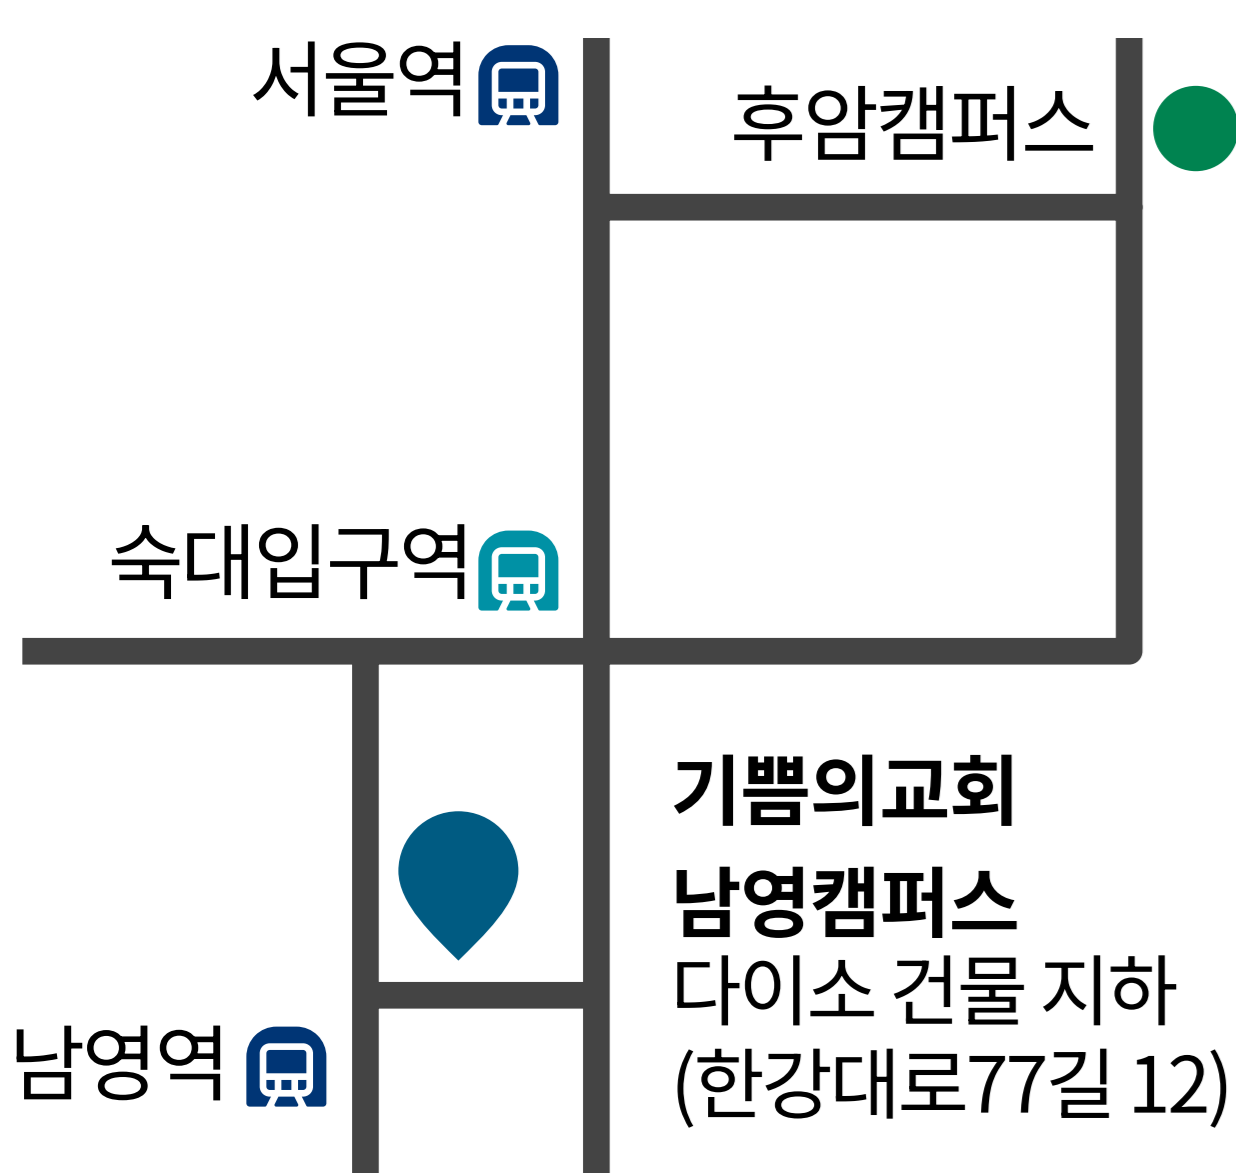 서울역
후암캠퍼스
숙대입구역
기쁨의교회
남영캠퍼스
다이소 건물 지하
(한강대로77길 12)
남영역